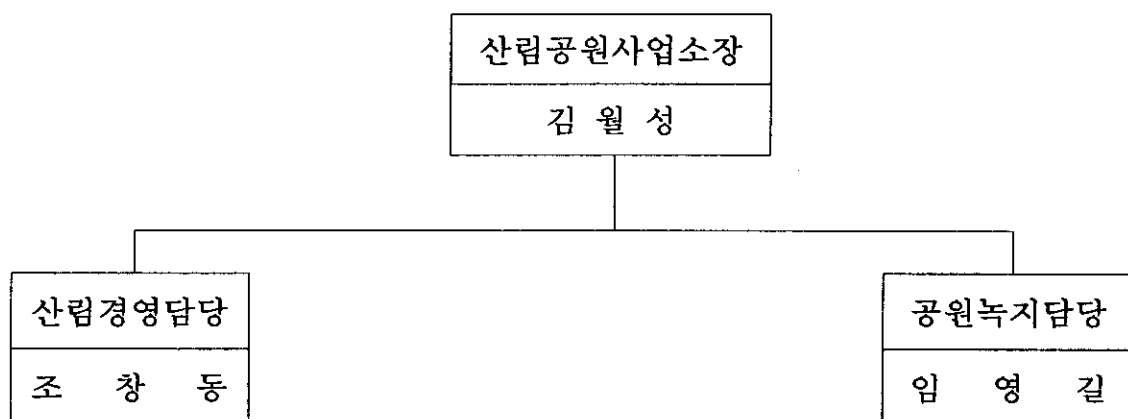 산림공원사업소장
김 월 성
산림경영담당
조 창 동
공원녹지담당
임 영 길